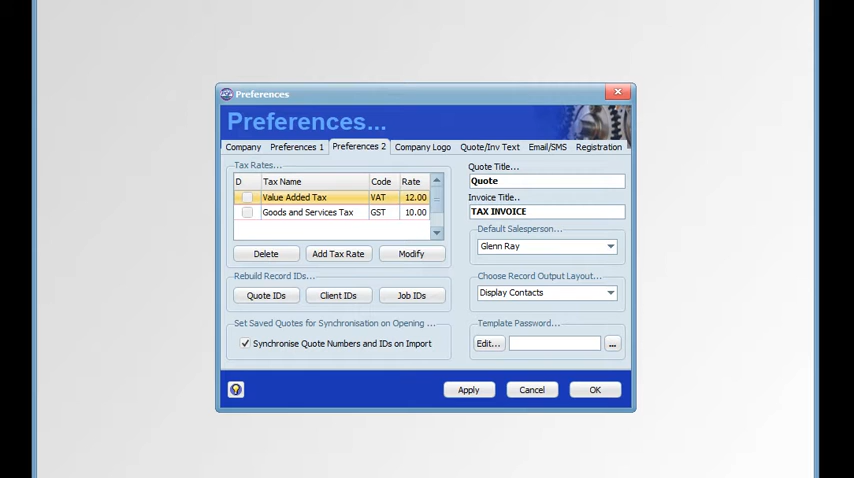 Preferences
Preferences...
Company Preferences 1 Preferences 2 Company Logo Quote/Inv Text Email/SMS Registration
Tax Rates...
D Tax Name Code Rate
Value Added Tax VAT 12.00
Goods and Services Tax GST 10.00
Delete Add Tax Rate Modify
Rebuild Record IDs...
Quote IDs Client IDs Job IDs
Set Saved Quotes for Synchronisation on Opening ...
Synchronise Quote Numbers and IDs on Import
Quote Title...
Quote
Invoice Title..
TAX INVOICE
Default Salesperson...
Glenn Ray
Choose Record Output Layout...
Display Contacts
Template Password...
Edit... ...
Apply Cancel OK